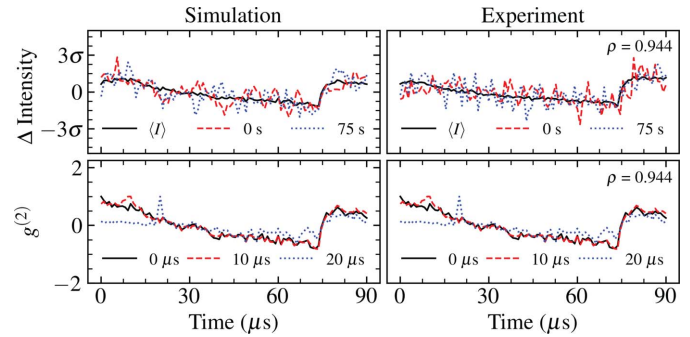 Simulation Experiment
Δ Intensity
3σ
0
−3σ
⟨I⟩ 0 s 75 s
ρ = 0.944
⟨I⟩ 0 s 75 s
g⁽²⁾
2
0
−2
0 μs 10 μs 20 μs
ρ = 0.944
0 μs 10 μs 20 μs
0 30 60 90 0 30 60 90
Time (μs) Time (μs)